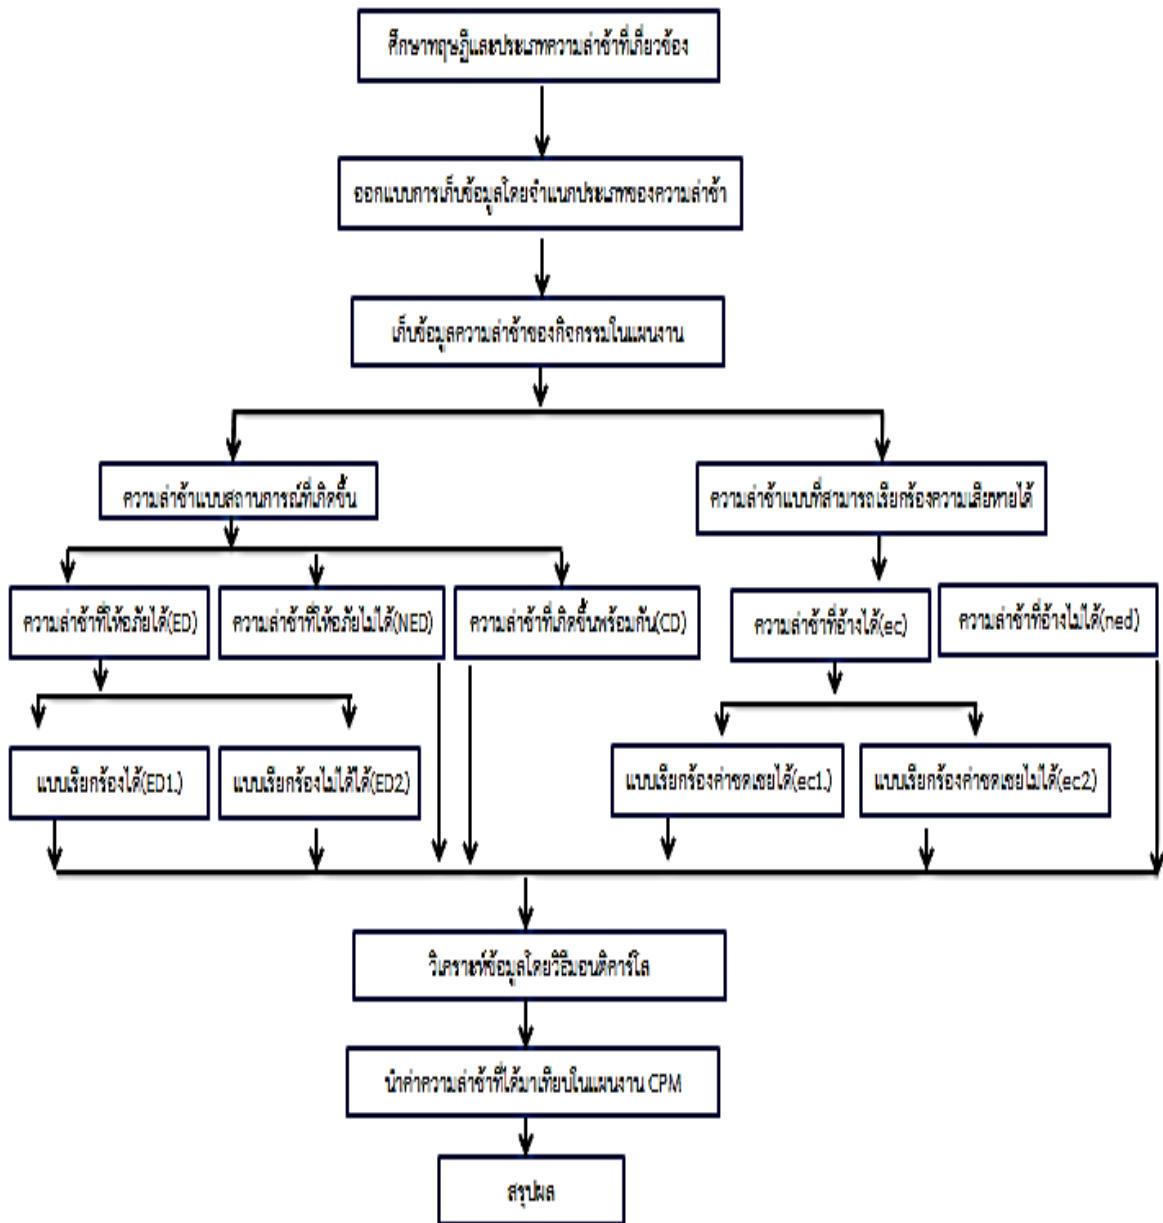 ศึกษาทฤษฎีและประเภทความล่าช้าที่เกี่ยวข้อง
ออกแบบการเก็บข้อมูลโดยจำแนกประเภทของความล่าช้า
เก็บข้อมูลความล่าช้าของกิจกรรมในแผนงาน
ความล่าช้าแบบสถานการณ์ที่เกิดขึ้น
ความล่าช้าแบบที่สามารถเรียกร้องความเสียหายได้
ความล่าช้าที่ให้อภัยได้(ED)
ความล่าช้าที่ให้อภัยไม่ได้(NED)
ความล่าช้าที่เกิดขึ้นพร้อมกัน(CD)
ความล่าช้าที่อ้างได้(ec)
ความล่าช้าที่อ้างไม่ได้(ned)
แบบเรียกร้องได้(ED1.)
แบบเรียกร้องไม่ได้ได้(ED2)
แบบเรียกร้องค่าชดเชยได้(ec1.)
แบบเรียกร้องค่าชดเชยไม่ได้(ec2)
วิเคราะห์ข้อมูลโดยวิธีมอนติคาร์โล
นำค่าความล่าช้าที่ได้มาเทียบในแผนงาน CPM
สรุปผล